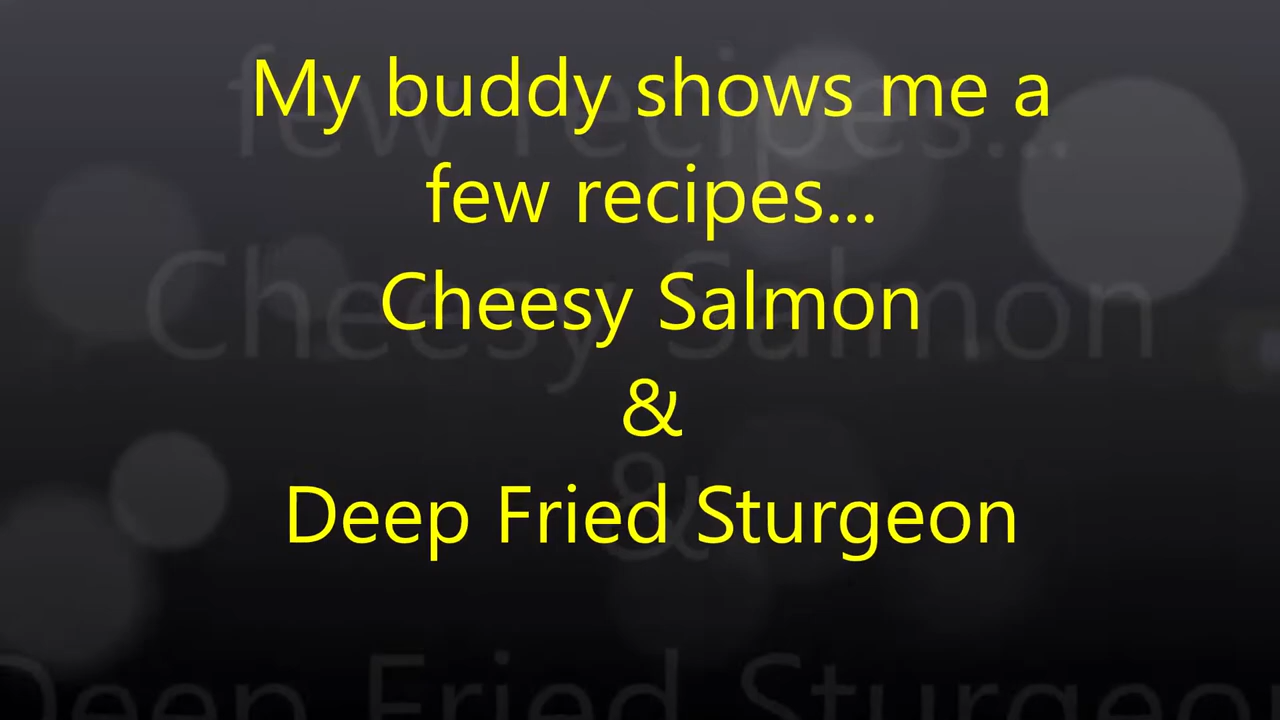 My buddy shows me a
few recipes...
Cheesy Salmon
&
Deep Fried Sturgeon